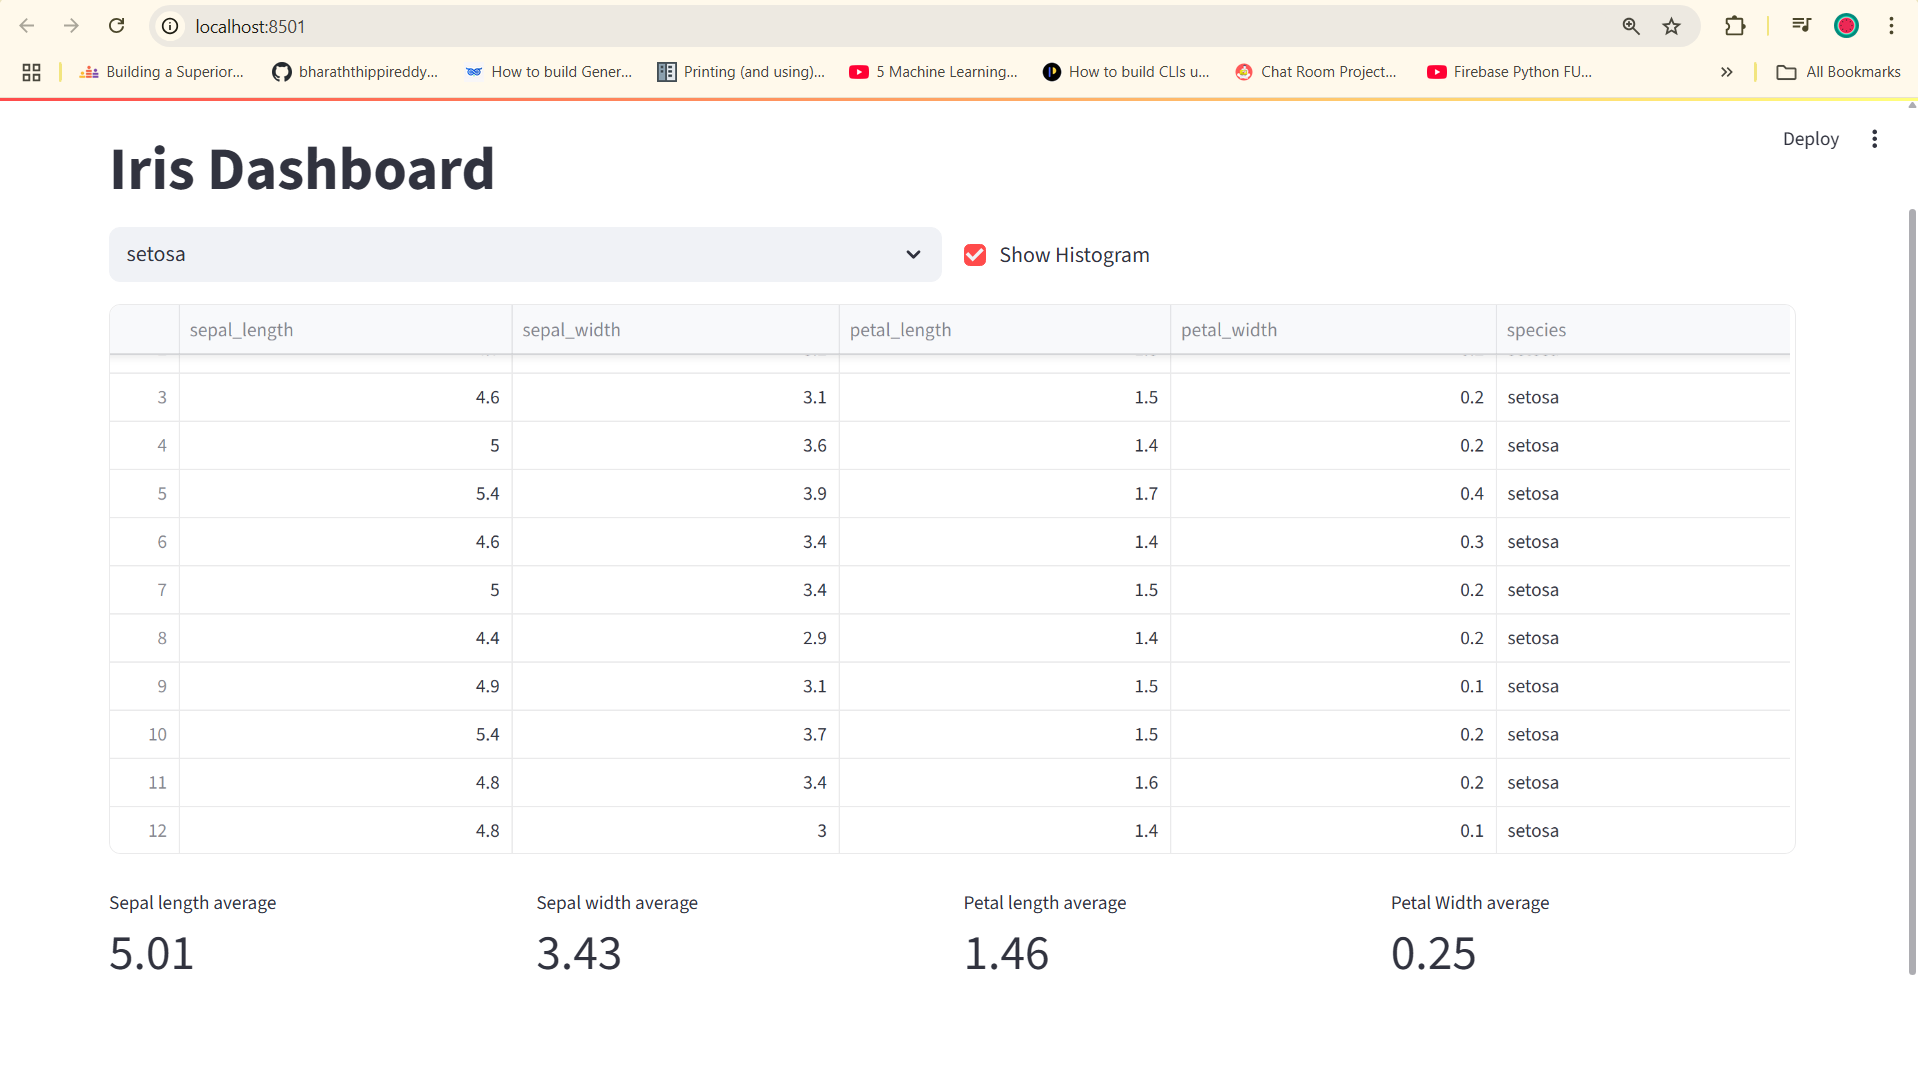 localhost:8501
Building a Superior... bharaththippireddy... How to build Gener... Printing (and using)... 5 Machine Learning... How to build CLIs u... Chat Room Project... Firebase Python FU... » All Bookmarks
Deploy
Iris Dashboard
setosa Show Histogram
sepal_length sepal_width petal_length petal_width species
3 4.6 3.1 1.5 0.2 setosa
4 5 3.6 1.4 0.2 setosa
5 5.4 3.9 1.7 0.4 setosa
6 4.6 3.4 1.4 0.3 setosa
7 5 3.4 1.5 0.2 setosa
8 4.4 2.9 1.4 0.2 setosa
9 4.9 3.1 1.5 0.1 setosa
10 5.4 3.7 1.5 0.2 setosa
11 4.8 3.4 1.6 0.2 setosa
12 4.8 3 1.4 0.1 setosa
Sepal length average Sepal width average Petal length average Petal Width average
5.01 3.43 1.46 0.25